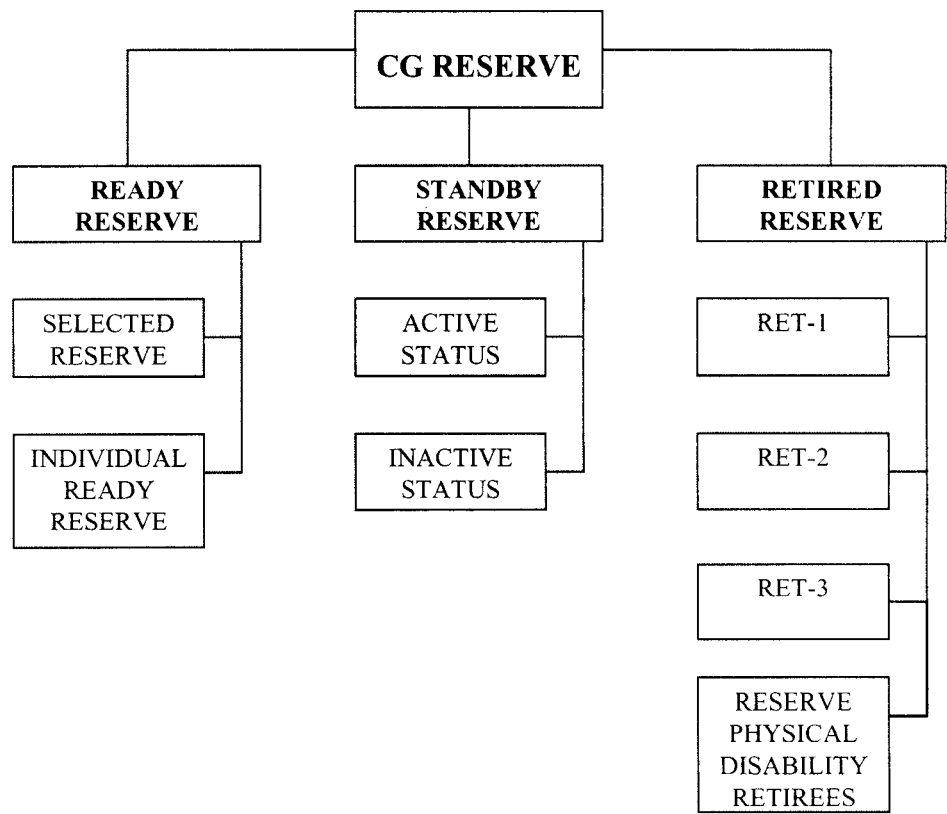 CG RESERVE
READY
RESERVE
SELECTED
RESERVE
INDIVIDUAL
READY
RESERVE
STANDBY
RESERVE
ACTIVE
STATUS
INACTIVE
STATUS
RETIRED
RESERVE
RET-1
RET-2
RET-3
RESERVE
PHYSICAL
DISABILITY
RETIREES